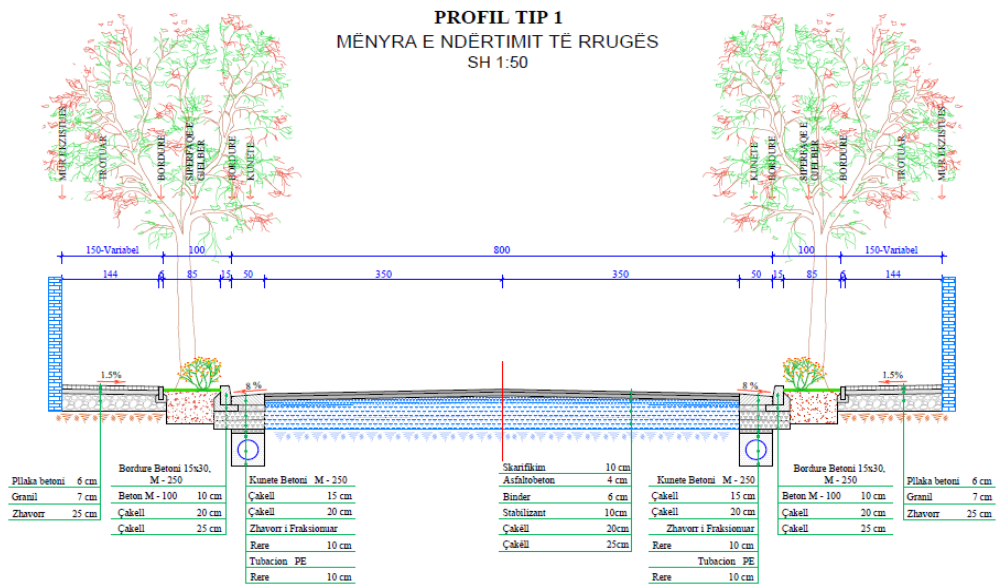 PROFIL TIP 1
MËNYRA E NDËRTIMIT TË RRUGËS
SH 1:50
MUR EKZISTUES
TROTUAR
BORDURE
SIPERFAQE E
GJELBER
BORDURE
KUNETE
KUNETE
BORDURE
SIPERFAQE E
GJELBER
BORDURE
TROTUAR
MUR EKZISTUES
150-Variabel 100 800 100 150-Variabel
144 6 85 15 50 350 350 50 15 85 6 144
1.5% 8 % 8 % 1.5%
Pllaka betoni 6 cm
Granil 7 cm
Zhavorr 25 cm
Bordure Betoni 15x30,
M - 250
Beton M - 100 10 cm
Çakell 20 cm
Çakell 25 cm
Kunete Betoni M - 250
Çakell 15 cm
Çakell 20 cm
Zhavorr i Fraksionuar
Rere 10 cm
Tubacion PE
Rere 10 cm
Skarifikim 10 cm
Asfaltobeton 4 cm
Binder 6 cm
Stabilizant 10cm
Çakëll 20cm
Çakëll 25cm
Kunete Betoni M - 250
Çakell 15 cm
Çakell 20 cm
Zhavorr i Fraksionuar
Rere 10 cm
Tubacion PE
Rere 10 cm
Bordure Betoni 15x30,
M - 250
Beton M - 100 10 cm
Çakell 20 cm
Çakell 25 cm
Pllaka betoni 6 cm
Granil 7 cm
Zhavorr 25 cm